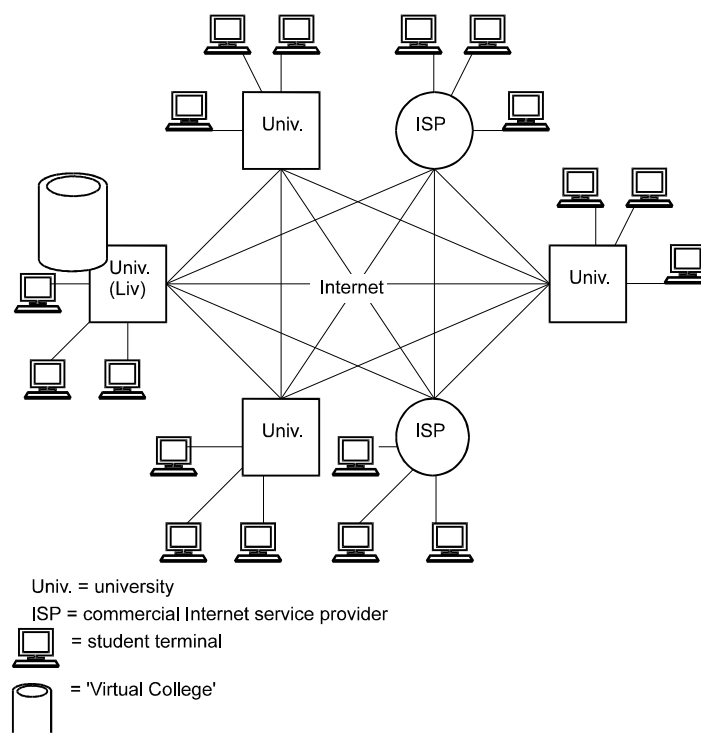 Univ.
ISP
Univ.
(Liv)
Internet
Univ.
Univ.
ISP
Univ. = university
ISP = commercial Internet service provider
= student terminal
= 'Virtual College'